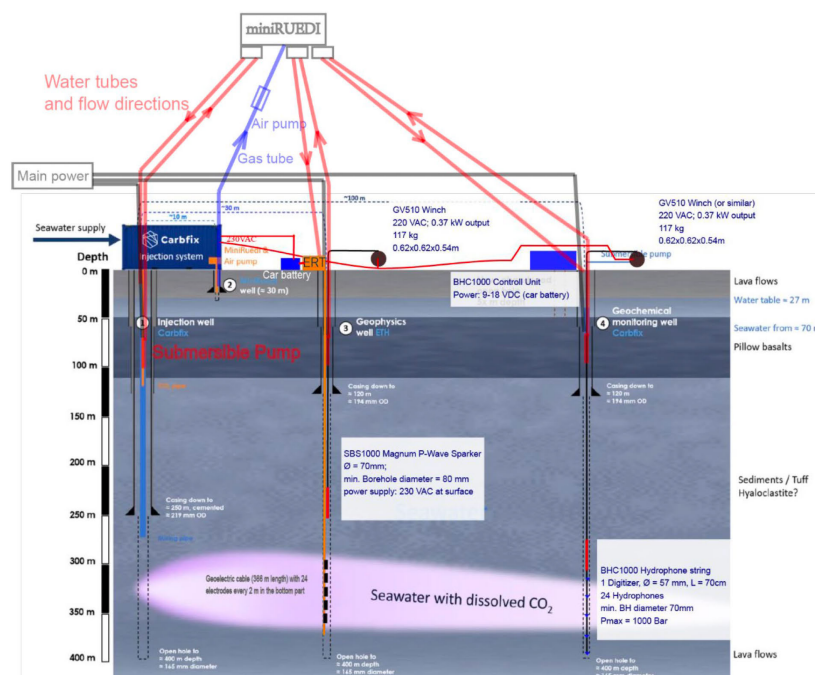 miniRUEDI
Water tubes
and flow directions
Air pump
Gas tube
Main power
~100 m
~30 m
~10 m
GV510 Winch
220 VAC; 0.37 kW output
117 kg
0.62x0.62x0.54m
GV510 Winch (or similar)
220 VAC; 0.37 kW output
117 kg
0.62x0.62x0.54m
Seawater supply
Carbfix
Injection system
230VAC
MiniRuedi &
Air pump
ERT
Car battery
Submersible pump
Depth
0 m
50 m
100 m
150 m
200 m
250 m
300 m
350 m
400 m
2
well (≈ 30 m)
BHC1000 Controll Unit
Power: 9-18 VDC (car battery)
Lava flows
Water table ≈ 27 m
Seawater from ≈ 70 m
Pillow basalts
Sediments / Tuff
Hyaloclastite?
Lava flows
1
Injection well
Carbfix
3
Geophysics
well ETH
4
Geochemical
monitoring well
Carbfix
Submersible Pump
Casing down to
≈ 120 m
≈ 194 mm OD
Casing down to
≈ 120 m
≈ 194 mm OD
SBS1000 Magnum P-Wave Sparker
Ø = 70mm;
min. Borehole diameter = 80 mm
power supply: 230 VAC at surface
Casing down to
≈ 250 m, cemented
≈ 219 mm OD
Geoelectric cable (366 m length) with 24
electrodes every 2 m in the bottom part
Seawater with dissolved CO₂
BHC1000 Hydrophone string
1 Digitizer, Ø = 57 mm, L = 70cm
24 Hydrophones
min. BH diameter 70mm
Pmax = 1000 Bar
Open hole to
≈ 400 m depth
≈ 165 mm diameter
Open hole to
≈ 400 m depth
≈ 165 mm diameter
Open hole to
≈ 400 m depth